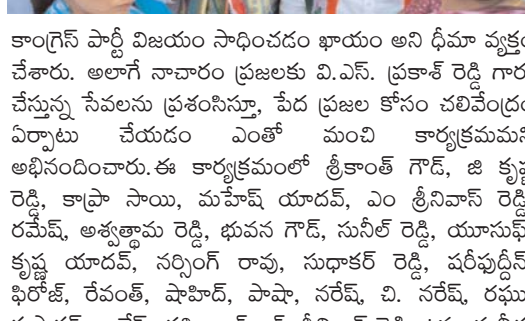 కాంగ్రెస్ పార్టీ విజయం సాధించడం ఖాయం అని ధీమా వ్యక్తం
చేశారు. అలాగే నాచారం ప్రజలకు వి.ఎస్. ప్రకాశ్ రెడ్డి గారు
చేస్తున్న సేవలను ప్రశంసిస్తూ, పేద ప్రజల కోసం చలివేంద్రం
ఏర్పాటు చేయడం ఎంతో మంచి కార్యక్రమమని
అభినందించారు.ఈ కార్యక్రమంలో శ్రీకాంత్ గౌడ్, జి కృష్ణ
రెడ్డి, కాప్రా సాయి, మహేష్ యాదవ్, ఎం శ్రీనివాస్ రెడ్డి,
రమేష్, అశ్వత్థామ రెడ్డి, భువన గౌడ్, సునీల్ రెడ్డి, యూసుఫ్
కృష్ణ యాదవ్, నర్సింగ్ రావు, సుధాకర్ రెడ్డి, షరీఫుద్దీన్
ఫిరోజ్, రేవంత్, షాహిద్, పాషా, నరేష్, చి. నరేష్, రఘు